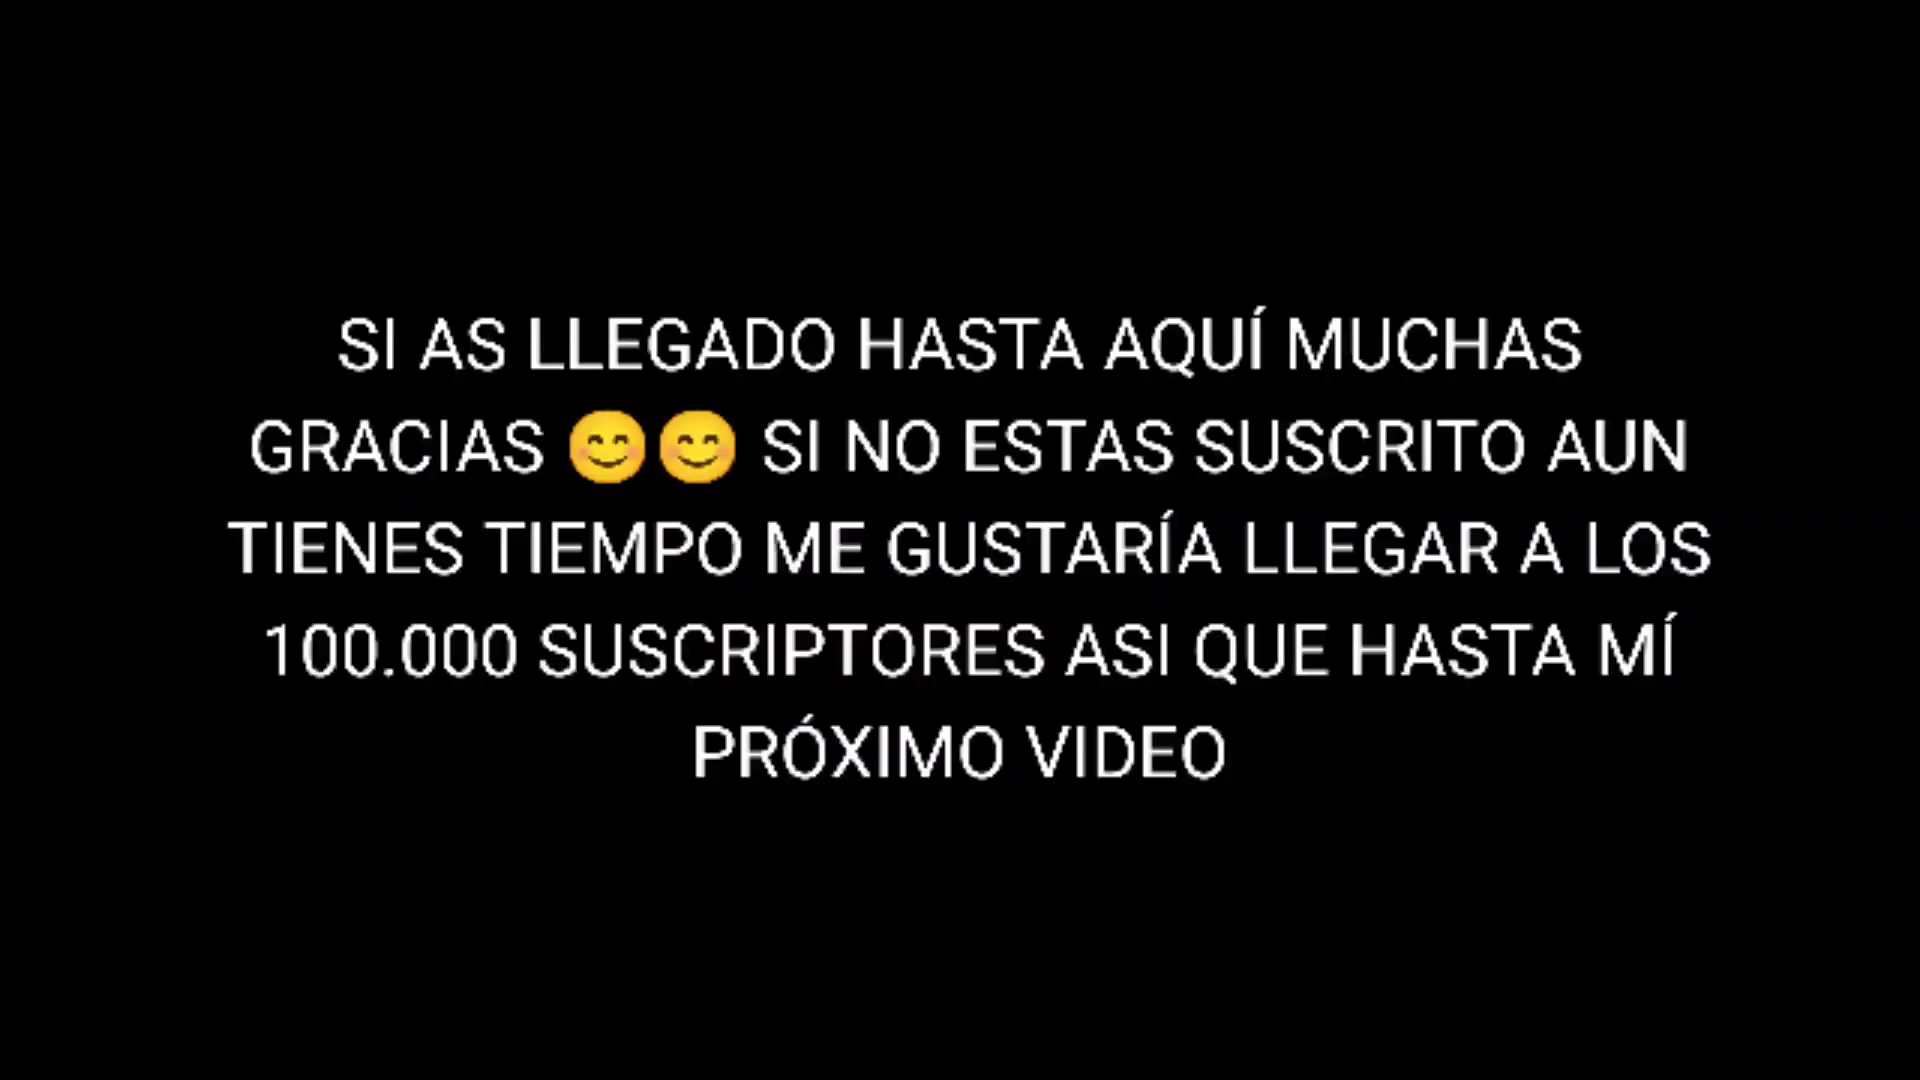 SI AS LLEGADO HASTA AQUÍ MUCHAS
GRACIAS 😊😊 SI NO ESTAS SUSCRITO AUN
TIENES TIEMPO ME GUSTARÍA LLEGAR A LOS
100.000 SUSCRIPTORES ASI QUE HASTA MÍ
PRÓXIMO VIDEO